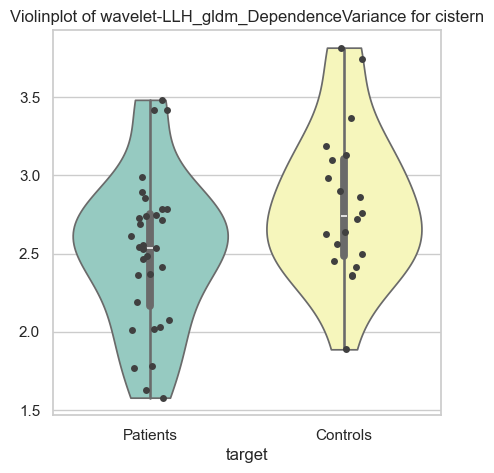 Violinplot of wavelet-LLH_gldm_DependenceVariance for cistern
3.5
3.0
2.5
2.0
1.5
Patients
Controls
target